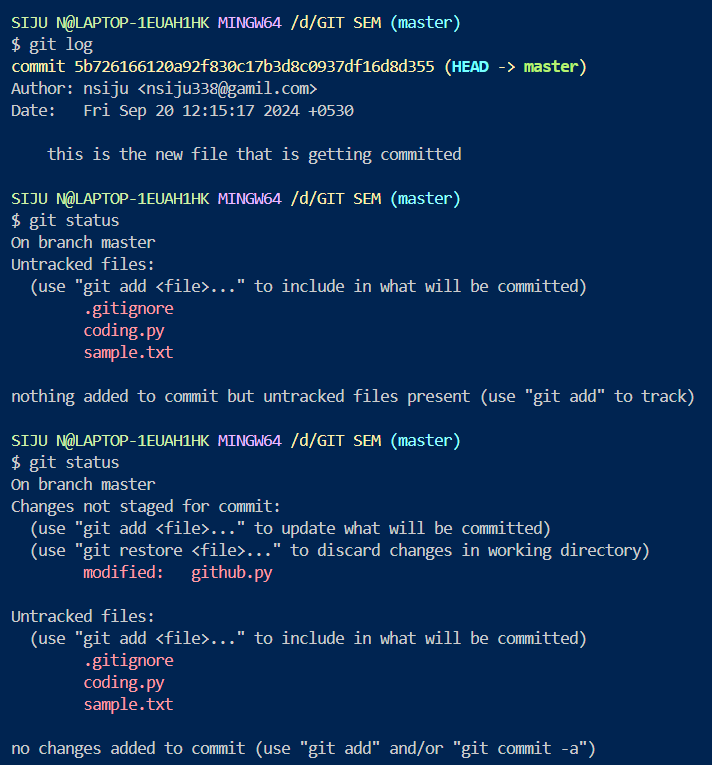 SIJU N@LAPTOP-1EUAH1HK MINGW64 /d/GIT SEM (master)
$ git log
commit 5b726166120a92f830c17b3d8c0937df16d8d355 (HEAD -> master)
Author: nsiju <nsiju338@gamil.com>
Date:   Fri Sep 20 12:15:17 2024 +0530

    this is the new file that is getting committed

SIJU N@LAPTOP-1EUAH1HK MINGW64 /d/GIT SEM (master)
$ git status
On branch master
Untracked files:
  (use "git add <file>..." to include in what will be committed)
        .gitignore
        coding.py
        sample.txt

nothing added to commit but untracked files present (use "git add" to track)

SIJU N@LAPTOP-1EUAH1HK MINGW64 /d/GIT SEM (master)
$ git status
On branch master
Changes not staged for commit:
  (use "git add <file>..." to update what will be committed)
  (use "git restore <file>..." to discard changes in working directory)
        modified:   github.py

Untracked files:
  (use "git add <file>..." to include in what will be committed)
        .gitignore
        coding.py
        sample.txt

no changes added to commit (use "git add" and/or "git commit -a")